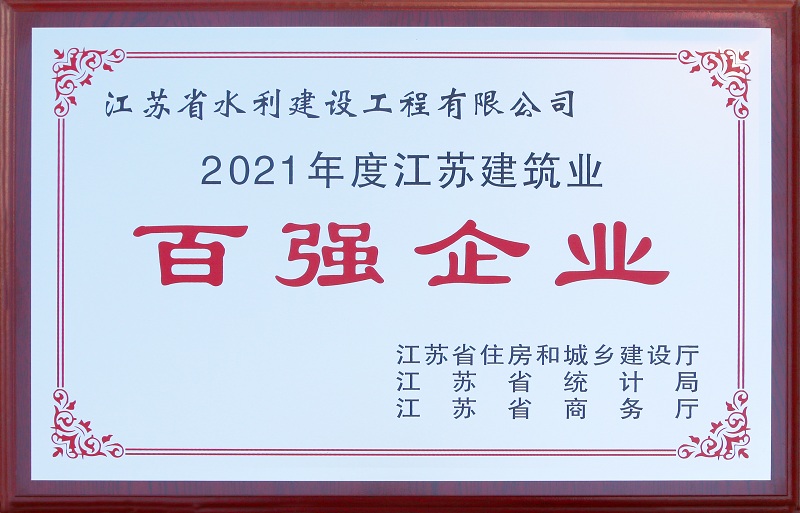 江苏省水利建设工程有限公司
2021年度江苏建筑业
百强企业
江苏省住房和城乡建设厅
江苏省统计局
江苏省商务厅